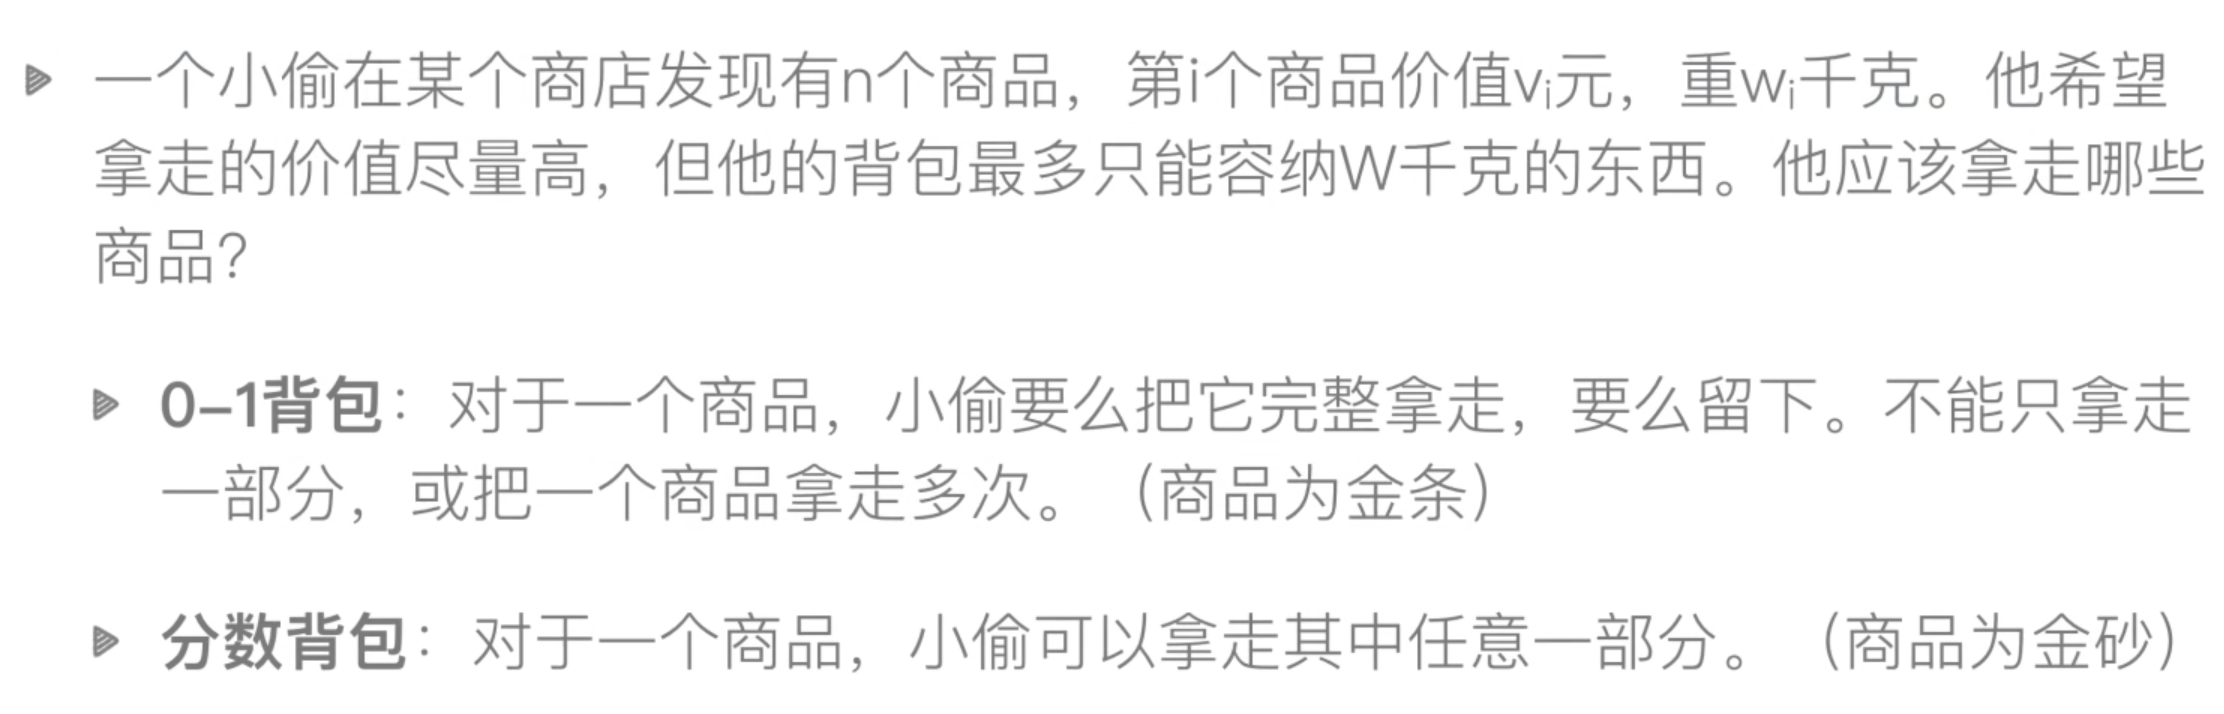 一个小偷在某个商店发现有n个商品，第i个商品价值vᵢ元，重wᵢ千克。他希望
拿走的价值尽量高，但他的背包最多只能容纳W千克的东西。他应该拿走哪些
商品？
0–1背包：对于一个商品，小偷要么把它完整拿走，要么留下。不能只拿走
一部分，或把一个商品拿走多次。（商品为金条）
分数背包：对于一个商品，小偷可以拿走其中任意一部分。（商品为金砂）